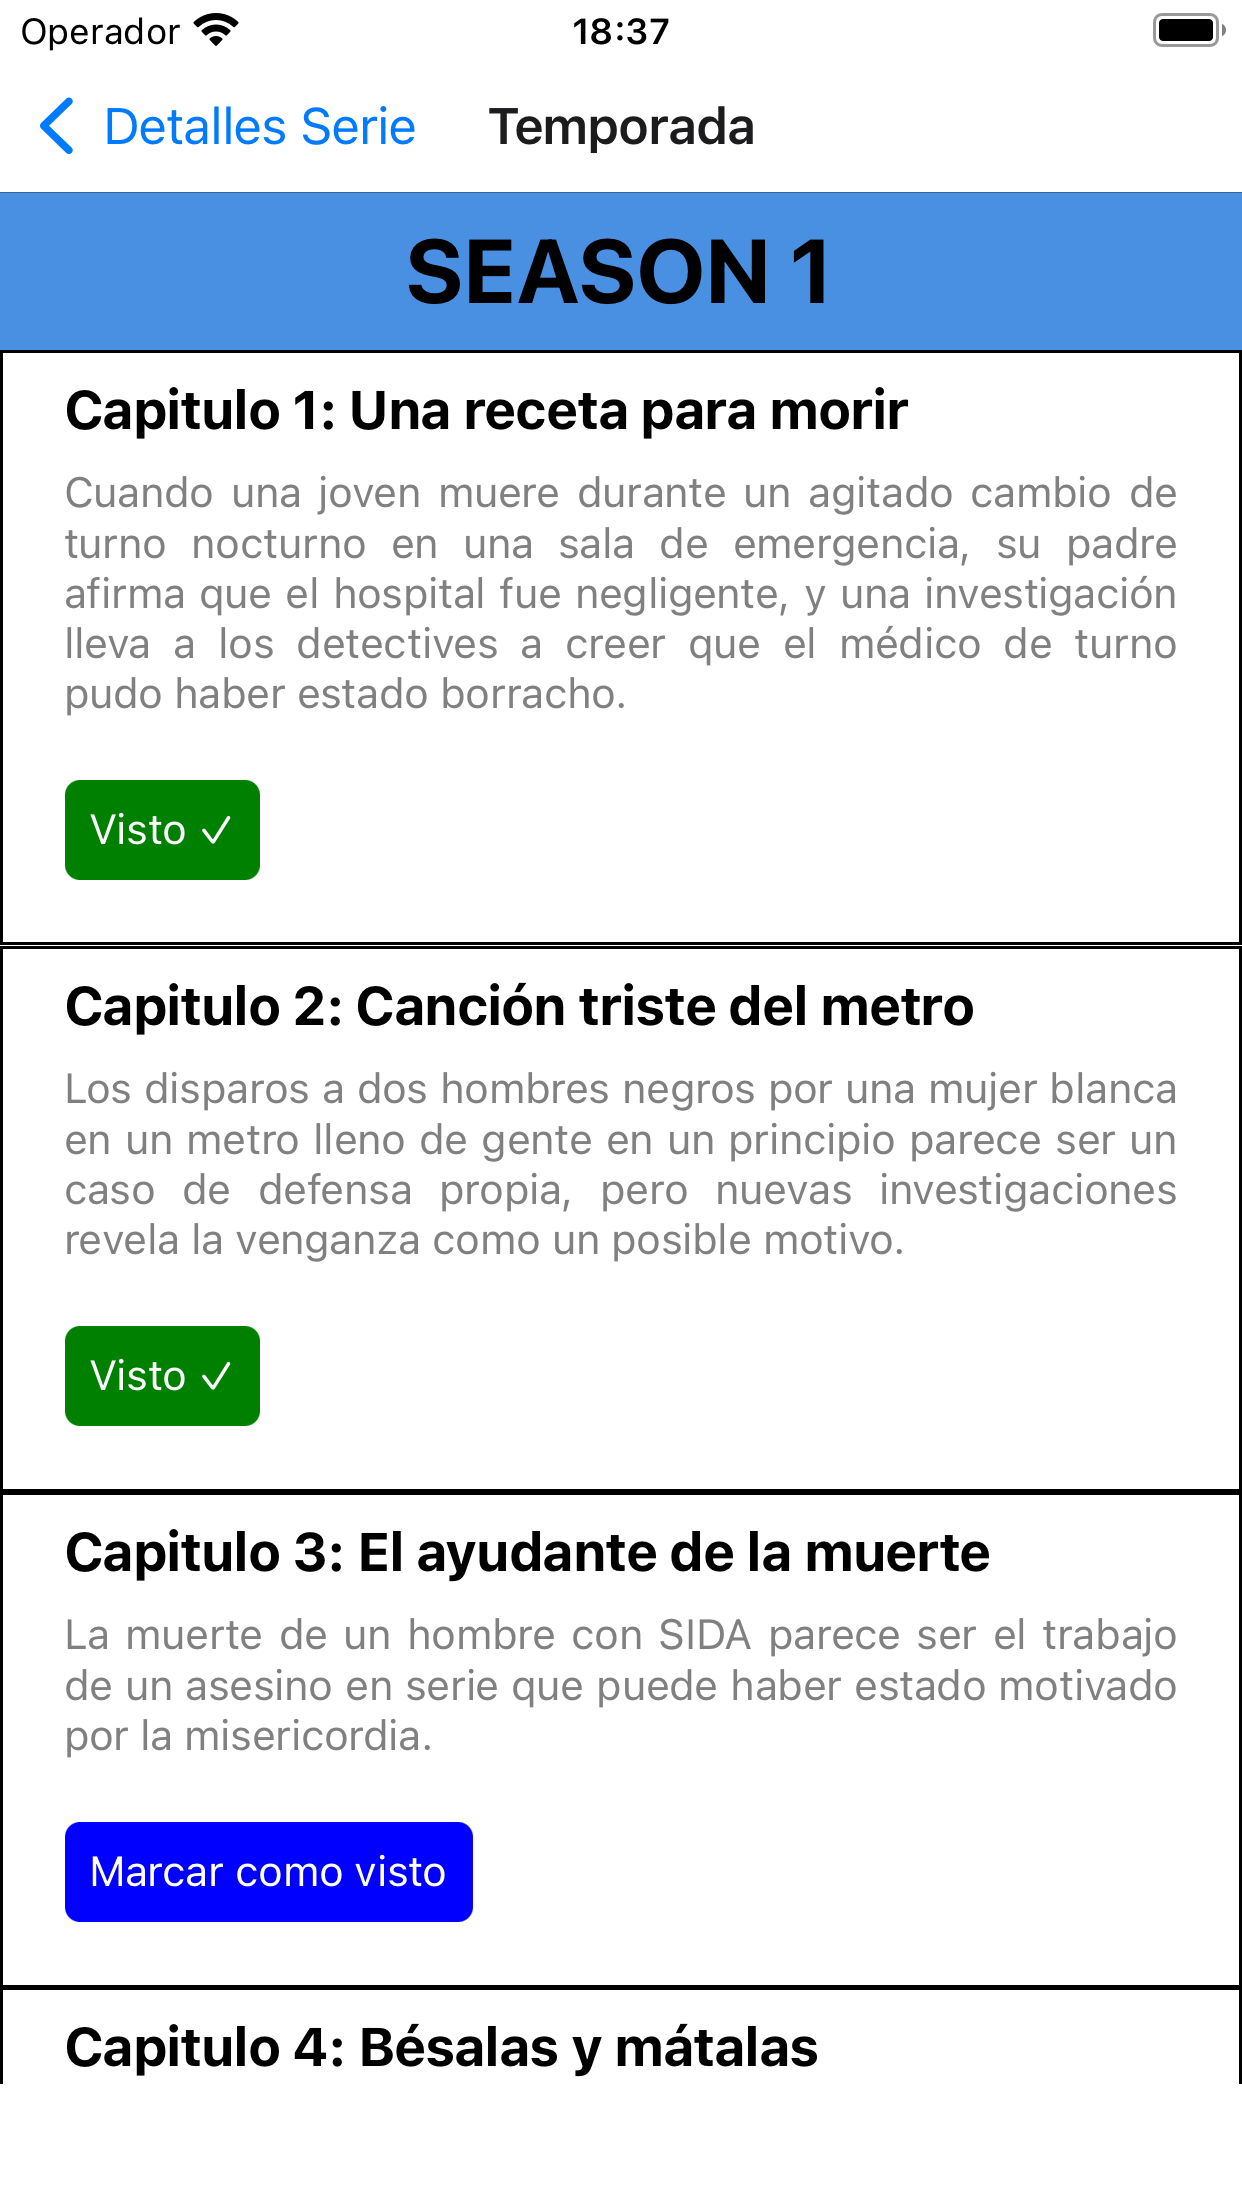 Operador 18:37
Detalles Serie Temporada
SEASON 1
Capitulo 1: Una receta para morir
Cuando una joven muere durante un agitado cambio de
turno nocturno en una sala de emergencia, su padre
afirma que el hospital fue negligente, y una investigación
lleva a los detectives a creer que el médico de turno
pudo haber estado borracho.
Visto ✓
Capitulo 2: Canción triste del metro
Los disparos a dos hombres negros por una mujer blanca
en un metro lleno de gente en un principio parece ser un
caso de defensa propia, pero nuevas investigaciones
revela la venganza como un posible motivo.
Visto ✓
Capitulo 3: El ayudante de la muerte
La muerte de un hombre con SIDA parece ser el trabajo
de un asesino en serie que puede haber estado motivado
por la misericordia.
Marcar como visto
Capitulo 4: Bésalas y mátalas